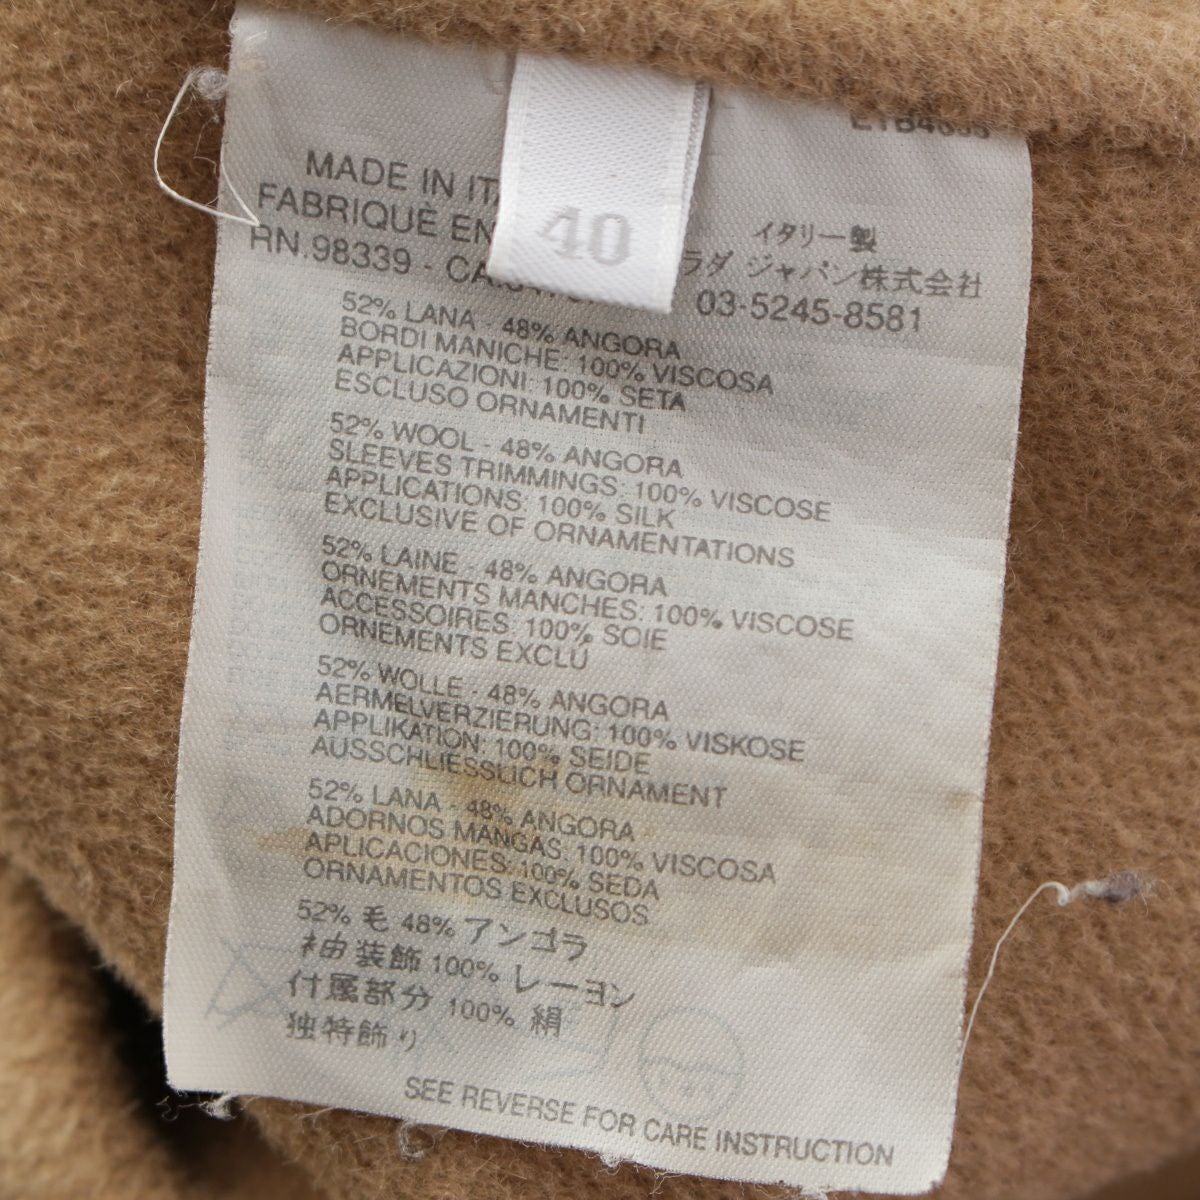 MADE IN
FABRIQUÈ EN
RN.98339 -
40
イタリー製
ラダ ジャパン株式会社
03-5245-8581
52% LANA - 48% ANGORA
BORDI MANICHE: 100% VISCOSA
APPLICAZIONI: 100% SETA
ESCLUSO ORNAMENTI
52% WOOL - 48% ANGORA
SLEEVES TRIMMINGS: 100% VISCOSE
APPLICATIONS: 100% SILK
EXCLUSIVE OF ORNAMENTATIONS
52% LAINE - 48% ANGORA
ORNEMENTS MANCHES: 100% VISCOSE
ACCESSOIRES: 100% SOIE
ORNEMENTS EXCLÚ
52% WOLLE - 48% ANGORA
AERMELVERZIERUNG: 100% VISKOSE
APPLIKATION: 100% SEIDE
AUSSCHLIESSLICH ORNAMENT
52% LANA - 48% ANGORA
ADORNOS MANGAS: 100% VISCOSA
APLICACIONES: 100% SEDA
ORNAMENTOS EXCLUSOS
52% 毛 48% アンゴラ
袖装飾 100% レーヨン
付属部分 100% 絹
独特飾り
SEE REVERSE FOR CARE INSTRUCTION